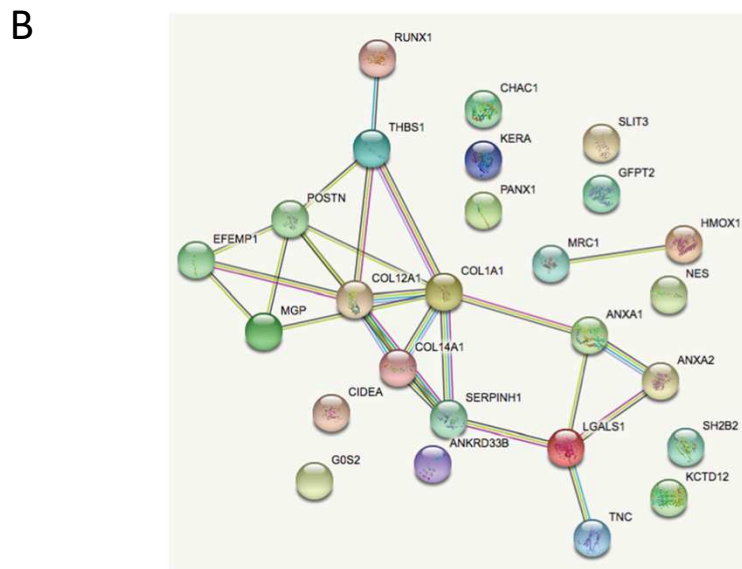 B
RUNX1
CHAC1
SLIT3
THBS1
KERA
GFPT2
PANX1
POSTN
HMOX1
EFEMP1
MRC1
COL12A1
COL1A1
NES
MGP
ANXA1
COL14A1
ANXA2
CIDEA
SERPINH1
LGALS1
SH2B2
ANKRD33B
G0S2
KCTD12
TNC